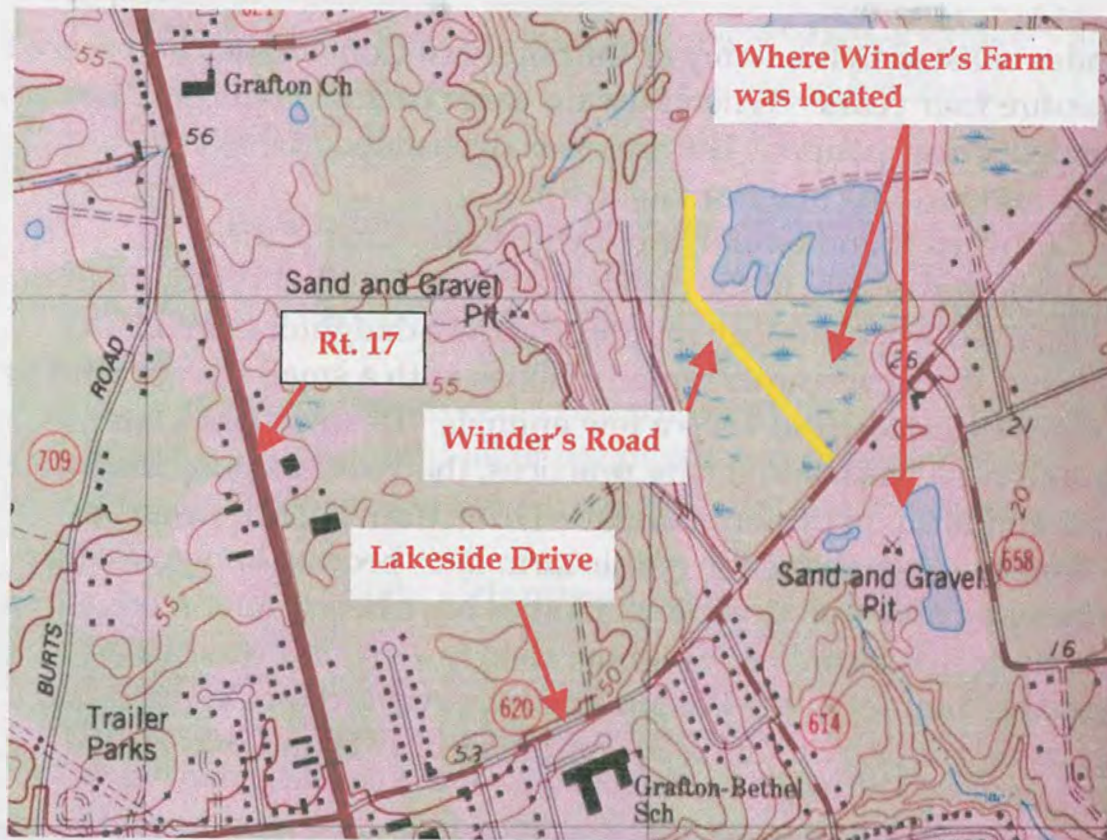 621
55
Grafton Ch
56
Where Winder's Farm
was located
Sand and Gravel
Pit
Rt. 17
55
26
ROAD
Winder's Road
21
709
20
Lakeside Drive
658
Sand and Gravel
Pit
55
BURTS
50
16
620
614
Trailer
Parks
53
Grafton-Bethel
Sch